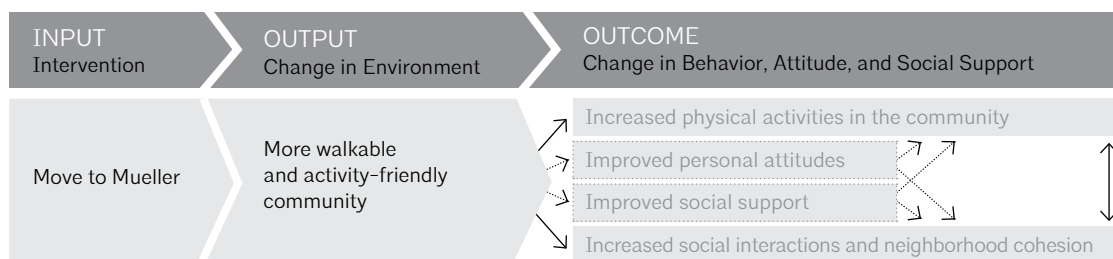 INPUT
Intervention
OUTPUT
Change in Environment
OUTCOME
Change in Behavior, Attitude, and Social Support
Move to Mueller
More walkable
and activity-friendly
community
Increased physical activities in the community
Improved personal attitudes
Improved social support
Increased social interactions and neighborhood cohesion